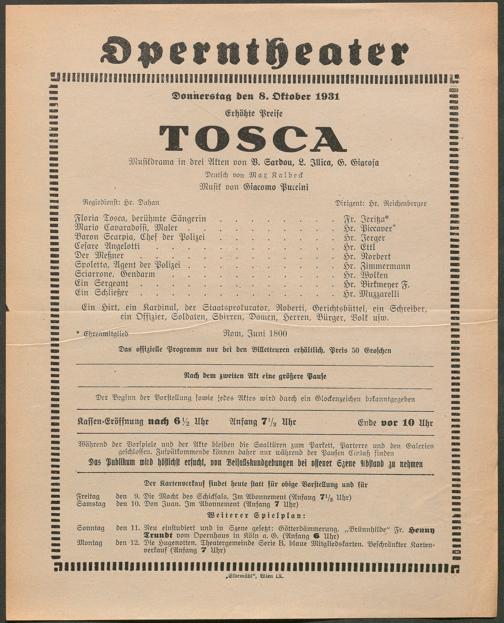 Operntheater
Donnerstag den 8. Oktober 1931
Erhöhte Preise
TOSCA
Musikdrama in drei Akten von V. Sardou, L. Illica, G. Giacosa
Deutsch von Max Kalbeck
Musik von Giacomo Puccini
Regiedienst: Hr. Duhan Dirigent: Hr. Reichenberger
Floria Tosca, berühmte Sängerin . . . . . . . . Fr. Jeritza*
Mario Cavaradossi, Maler . . . . . . . . Hr. Piccaver*
Baron Scarpia, Chef der Polizei . . . . . . . . Hr. Jerger
Cesare Angelotti . . . . . . . . Hr. Ettl
Der Meßner . . . . . . . . Hr. Norbert
Spoletta, Agent der Polizei . . . . . . . . Hr. Zimmermann
Sciarrone, Gendarm . . . . . . . . Hr. Wolken
Ein Sergeant . . . . . . . . Hr. Birkmeyer F.
Ein Schließer . . . . . . . . Hr. Muzzarelli
Ein Hirt, ein Kardinal, der Staatsprokurator, Roberti, Gerichtsbüttel, ein Schreiber,
ein Offizier, Soldaten, Sbirren, Damen, Herren, Bürger, Volk usw.
* Ehrenmitglied Rom, Juni 1800
Das offizielle Programm nur bei den Billetteuren erhältlich. Preis 50 Groschen
Nach dem zweiten Akt eine größere Pause
Der Beginn der Vorstellung sowie jedes Aktes wird durch ein Glockenzeichen bekanntgegeben
Kassen-Eröffnung nach 6½ Uhr Anfang 7½ Uhr Ende vor 10 Uhr
Während der Vorspiele und der Akte bleiben die Saaltüren zum Parkett, Parterre und den Galerien
geschlossen. Zuspätkommende können daher nur während der Pausen Einlaß finden
Das Publikum wird höflichst ersucht, von Beifallskundgebungen bei offener Szene Abstand zu nehmen
Der Kartenverkauf findet heute statt für obige Vorstellung und für
Freitag den 9. Die Macht des Schicksals. Im Abonnement (Anfang 7½ Uhr)
Samstag den 10. Don Juan. Im Abonnement (Anfang 7 Uhr)
Weiterer Spielplan:
Sonntag den 11. Neu einstudiert und in Szene gesetzt: Götterdämmerung. „Brünnhilde“ Fr. Henny
Trundt vom Opernhaus in Köln a. G. (Anfang 6 Uhr)
Montag den 12. Die Hugenotten. Theatergemeinde Serie B, blaue Mitgliedskarten. Beschränkter Karten-
verkauf (Anfang 7 Uhr)
„Elbemühl“, Wien IX.